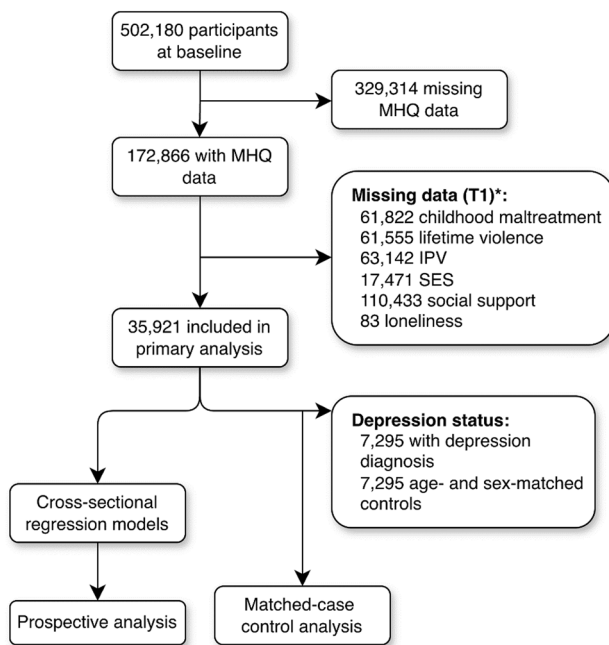 502,180 participants
at baseline
329,314 missing
MHQ data
172,866 with MHQ
data
Missing data (T1)*:
61,822 childhood maltreatment
61,555 lifetime violence
63,142 IPV
17,471 SES
110,433 social support
83 loneliness
35,921 included in
primary analysis
Depression status:
7,295 with depression
diagnosis
7,295 age- and sex-matched
controls
Cross-sectional
regression models
Prospective analysis
Matched-case
control analysis